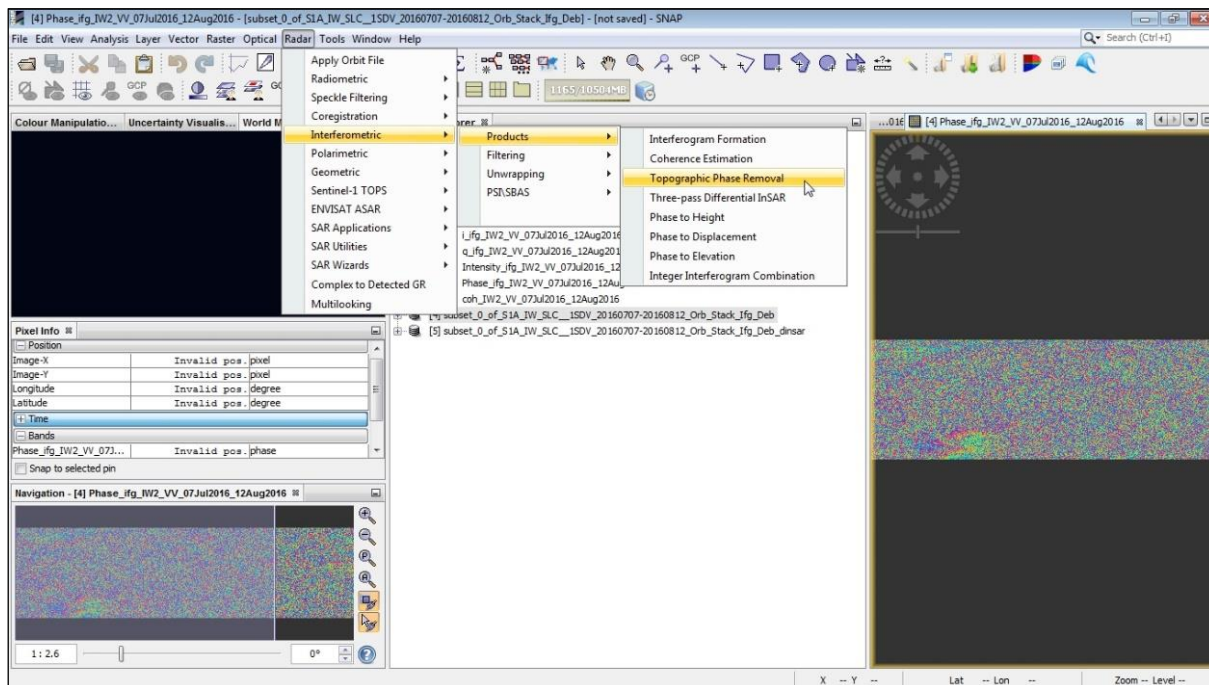 [4] Phase_ifg_IW2_VV_07Jul2016_12Aug2016 - [subset_0_of_S1A_IW_SLC__1SDV_20160707-20160812_Orb_Stack_Ifg_Deb] - [not saved] - SNAP
File Edit View Analysis Layer Vector Raster Optical Radar Tools Window Help
Search (Ctrl+I)
GCP
GCP
1165/10504MB
Apply Orbit File
Radiometric
Speckle Filtering
Coregistration
Interferometric
Polarimetric
Geometric
Sentinel-1 TOPS
ENVISAT ASAR
SAR Applications
SAR Utilities
SAR Wizards
Complex to Detected GR
Multilooking
Products
Filtering
Unwrapping
PSI\SBAS
Interferogram Formation
Coherence Estimation
Topographic Phase Removal
Three-pass Differential InSAR
Phase to Height
Phase to Displacement
Phase to Elevation
Integer Interferogram Combination
Colour Manipulatio... Uncertainty Visualis... World M
...016 [4] Phase_ifg_IW2_VV_07Jul2016_12Aug2016
i_ifg_IW2_VV_07Jul2016_12Aug2016
q_ifg_IW2_VV_07Jul2016_12Aug201
Intensity_ifg_IW2_VV_07Jul2016_12
Phase_ifg_IW2_VV_07Jul2016_12Aug
coh_IW2_VV_07Jul2016_12Aug2016
[4] subset_0_of_S1A_IW_SLC__1SDV_20160707-20160812_Orb_Stack_Ifg_Deb
[5] subset_0_of_S1A_IW_SLC__1SDV_20160707-20160812_Orb_Stack_Ifg_Deb_dinsar
Pixel Info
Position
Image-X Invalid pos. pixel
Image-Y Invalid pos. pixel
Longitude Invalid pos. degree
Latitude Invalid pos. degree
Time
Bands
Phase_ifg_IW2_VV_07J... Invalid pos. phase
Snap to selected pin
Navigation - [4] Phase_ifg_IW2_VV_07Jul2016_12Aug2016
1 : 2.6 0°
X -- Y -- Lat -- Lon -- Zoom -- Level --